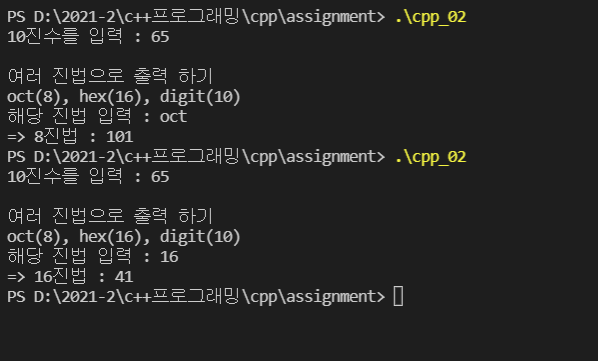 PS D:\2021-2\c++프로그래밍\cpp\assignment> .\cpp_02
10진수를 입력 : 65
여러 진법으로 출력 하기
oct(8), hex(16), digit(10)
해당 진법 입력 : oct
=> 8진법 : 101
PS D:\2021-2\c++프로그래밍\cpp\assignment> .\cpp_02
10진수를 입력 : 65
여러 진법으로 출력 하기
oct(8), hex(16), digit(10)
해당 진법 입력 : 16
=> 16진법 : 41
PS D:\2021-2\c++프로그래밍\cpp\assignment>